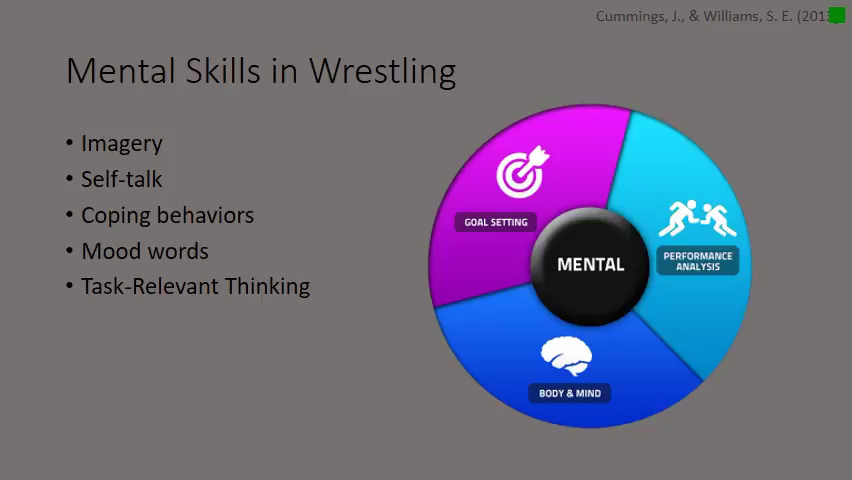 Cummings, J., & Williams, S. E. (2013)
Mental Skills in Wrestling
• Imagery
• Self-talk
• Coping behaviors
• Mood words
• Task-Relevant Thinking
GOAL SETTING
MENTAL
PERFORMANCE
ANALYSIS
BODY & MIND